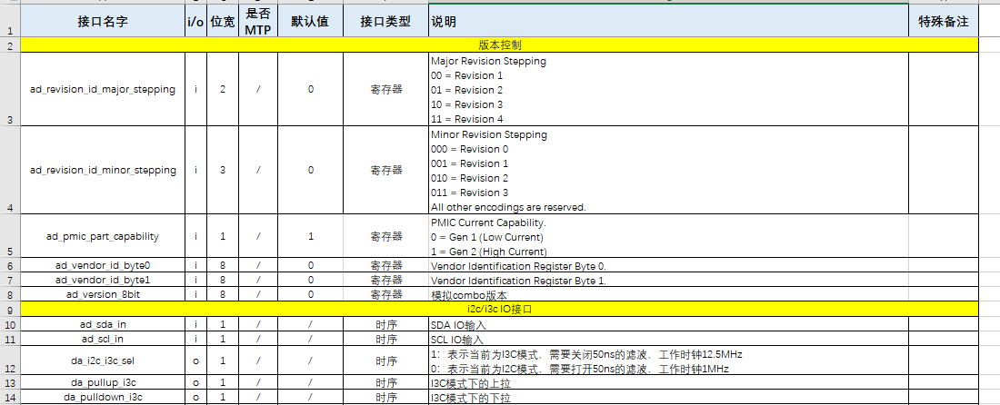 接口名字 i/o 位宽 是否MTP 默认值 接口类型 说明 特殊备注
1
2 版本控制
3 ad_revision_id_major_stepping i 2 / 0 寄存器
Major Revision Stepping
00 = Revision 1
01 = Revision 2
10 = Revision 3
11 = Revision 4
4 ad_revision_id_minor_stepping i 3 / 0 寄存器
Minor Revision Stepping
000 = Revision 0
001 = Revision 1
010 = Revision 2
011 = Revision 3
All other encodings are reserved.
5 ad_pmic_part_capability i 1 / 1 寄存器
PMIC Current Capability.
0 = Gen 1 (Low Current)
1 = Gen 2 (High Current)
6 ad_vendor_id_byte0 i 8 / 0 寄存器 Vendor Identification Register Byte 0.
7 ad_vendor_id_byte1 i 8 / 0 寄存器 Vendor Identification Register Byte 1.
8 ad_version_8bit i 8 / 0 寄存器 模拟combo版本
9 i2c/i3c IO接口
10 ad_sda_in i 1 / / 时序 SDA IO输入
11 ad_scl_in i 1 / / 时序 SCL IO输入
12 da_i2c_i3c_sel o 1 / / 时序
1：表示当前为I3C模式，需要关闭50ns的滤波，工作时钟12.5MHz
0：表示当前为I2C模式，需要打开50ns的滤波，工作时钟1MHz
13 da_pullup_i3c o 1 / / 时序 I3C模式下的上拉
14 da_pulldown_i3c o 1 / / 时序 I3C模式下的下拉